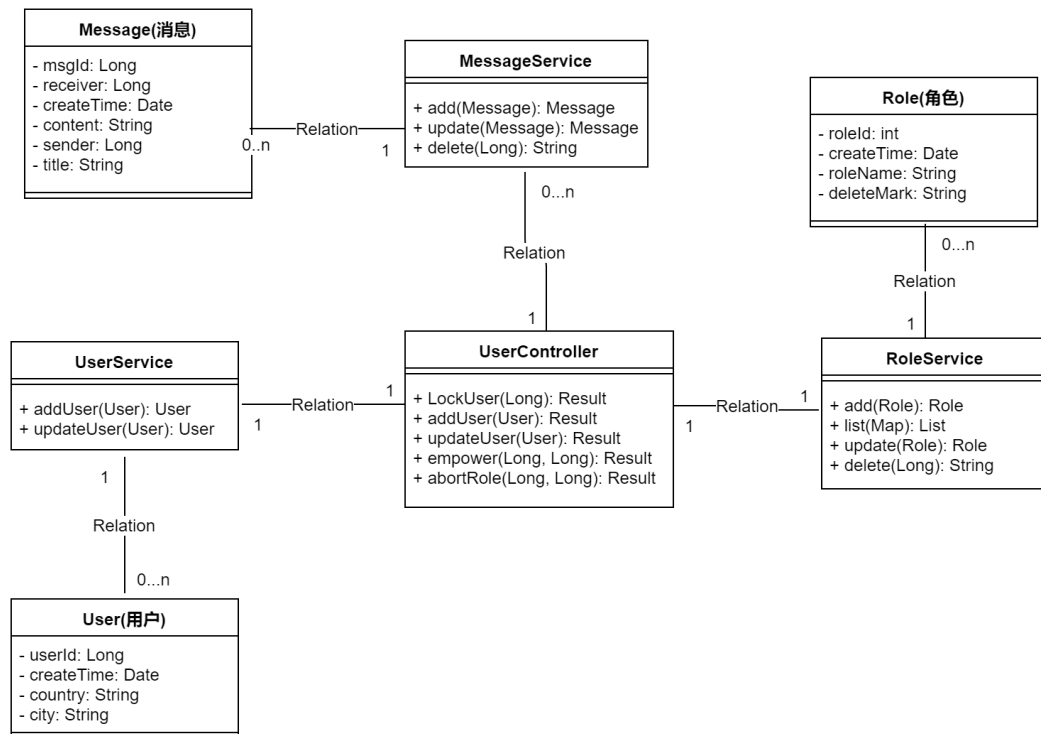 Message(消息)
- msgId: Long
- receiver: Long
- createTime: Date
- content: String
- sender: Long
- title: String
0..n
Relation
1
MessageService
+ add(Message): Message
+ update(Message): Message
+ delete(Long): String
0...n
Relation
1
Role(角色)
- roleId: int
- createTime: Date
- roleName: String
- deleteMark: String
0...n
Relation
1
UserService
+ addUser(User): User
+ updateUser(User): User
1
Relation
1
UserController
+ LockUser(Long): Result
+ addUser(User): Result
+ updateUser(User): Result
+ empower(Long, Long): Result
+ abortRole(Long, Long): Result
1
Relation
1
RoleService
+ add(Role): Role
+ list(Map): List
+ update(Role): Role
+ delete(Long): String
1
Relation
0...n
User(用户)
- userId: Long
- createTime: Date
- country: String
- city: String